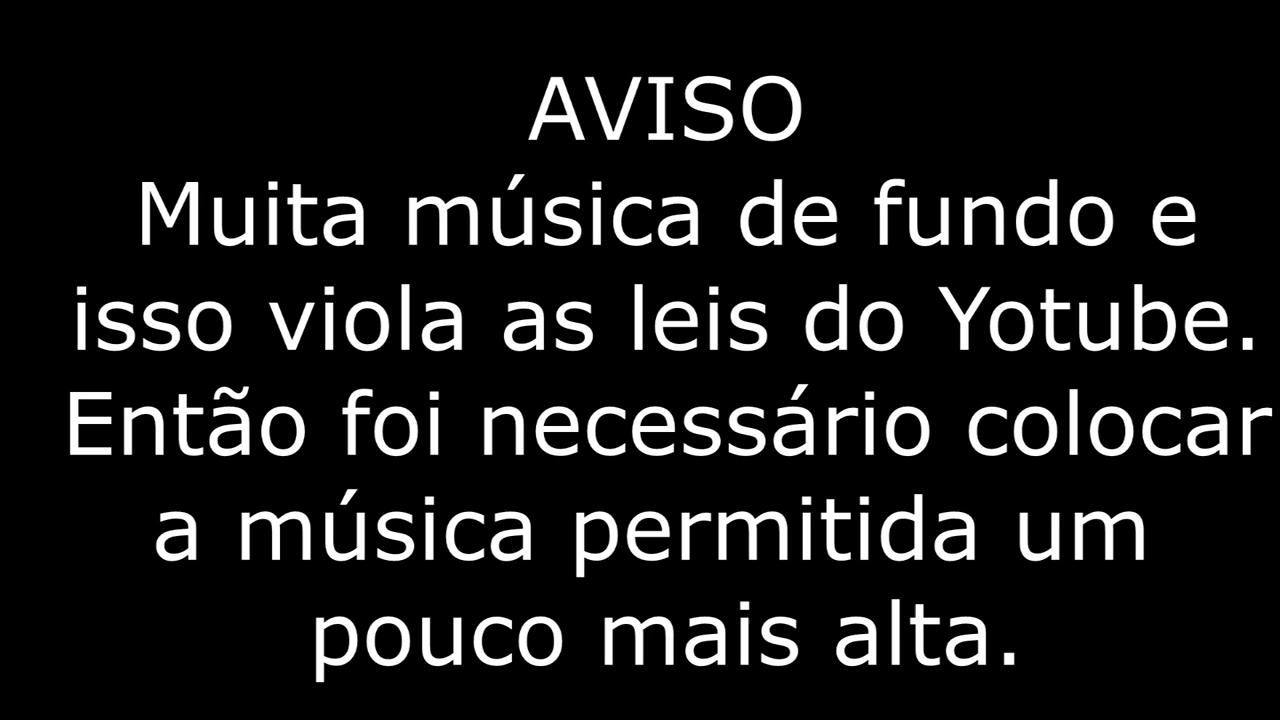 AVISO
Muita música de fundo e
isso viola as leis do Yotube.
Então foi necessário colocar
a música permitida um
pouco mais alta.